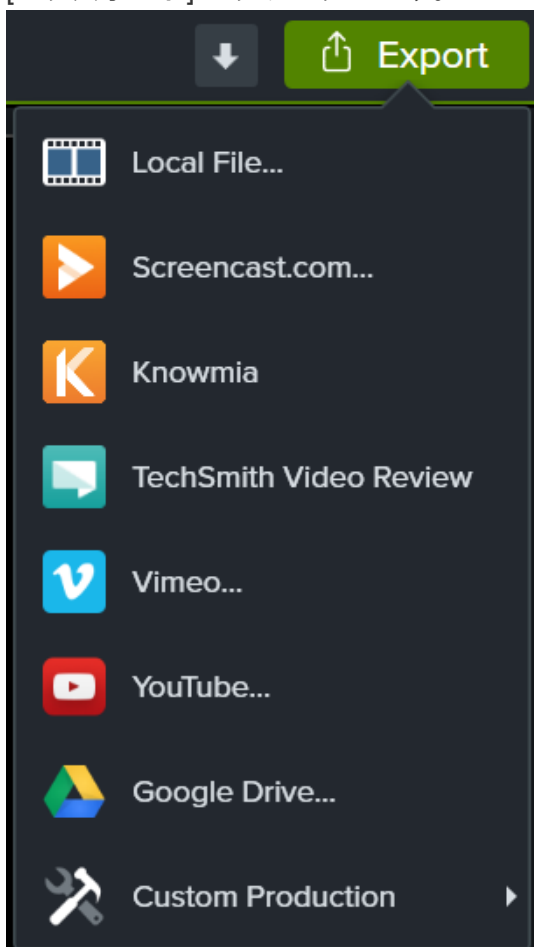 Export
Local File...
Screencast.com...
Knowmia
TechSmith Video Review
Vimeo...
YouTube...
Google Drive...
Custom Production